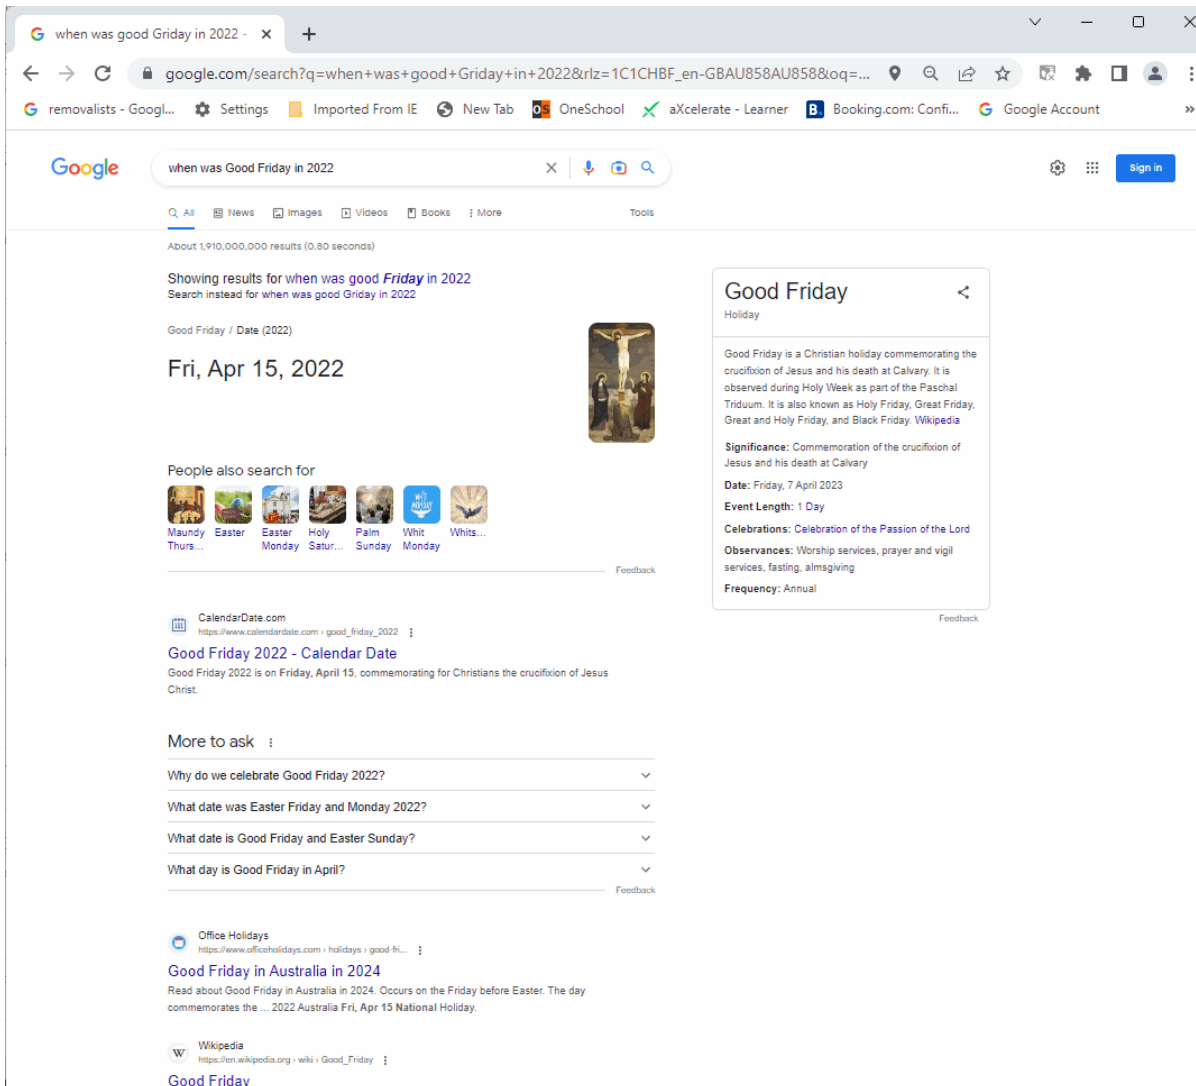 when was good Griday in 2022 -
google.com/search?q=when+was+good+Griday+in+2022&rlz=1C1CHBF_en-GBAU858AU858&oq=...
removalists - Googl... Settings Imported From IE New Tab OS OneSchool aXcelerate - Learner B. Booking.com: Confi... G Google Account »
Google when was Good Friday in 2022 Sign in
All News Images Videos Books More Tools
About 1,910,000,000 results (0.80 seconds)
Showing results for when was good Friday in 2022
Search instead for when was good Griday in 2022
Good Friday / Date (2022)
Fri, Apr 15, 2022
People also search for
Maundy Thurs...
Easter
Easter Monday
Holy Satur...
Palm Sunday
Whit Monday
Whits...
Feedback
CalendarDate.com
https://www.calendardate.com › good_friday_2022
Good Friday 2022 - Calendar Date
Good Friday 2022 is on Friday, April 15, commemorating for Christians the crucifixion of Jesus
Christ.
More to ask
Why do we celebrate Good Friday 2022?
What date was Easter Friday and Monday 2022?
What date is Good Friday and Easter Sunday?
What day is Good Friday in April?
Feedback
Office Holidays
https://www.officeholidays.com › holidays › good-fri...
Good Friday in Australia in 2024
Read about Good Friday in Australia in 2024. Occurs on the Friday before Easter. The day
commemorates the ... 2022 Australia Fri, Apr 15 National Holiday.
W Wikipedia
https://en.wikipedia.org › wiki › Good_Friday
Good Friday
Good Friday
Holiday
Good Friday is a Christian holiday commemorating the
crucifixion of Jesus and his death at Calvary. It is
observed during Holy Week as part of the Paschal
Triduum. It is also known as Holy Friday, Great Friday,
Great and Holy Friday, and Black Friday. Wikipedia
Significance: Commemoration of the crucifixion of
Jesus and his death at Calvary
Date: Friday, 7 April 2023
Event Length: 1 Day
Celebrations: Celebration of the Passion of the Lord
Observances: Worship services, prayer and vigil
services, fasting, almsgiving
Frequency: Annual
Feedback